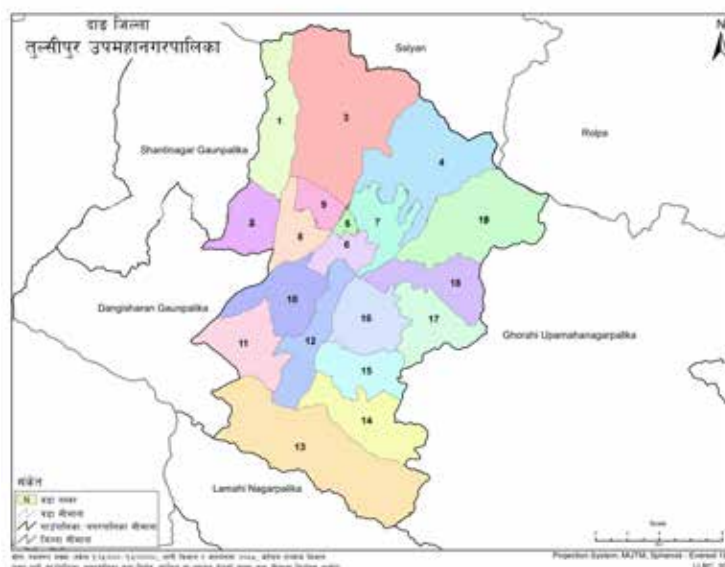 दाङ जिल्ला
तुल्सीपुर उपमहानगरपालिका
N
Salyan
Rolpa
Shantinagar Gaunpalika
Dangisharan Gaunpalika
Ghorahi Upamahanagarpalika
Lamahi Nagarpalika
1
3
4
9
5
7
19
8
6
10
18
16
17
12
11
15
14
13
संकेत
N वडा नम्बर
वडा सीमाना
गाउँपालिका नगरपालिका सीमाना
जिल्ला सीमाना
Scale
Projection System: MUTM, Spheroid - Everest